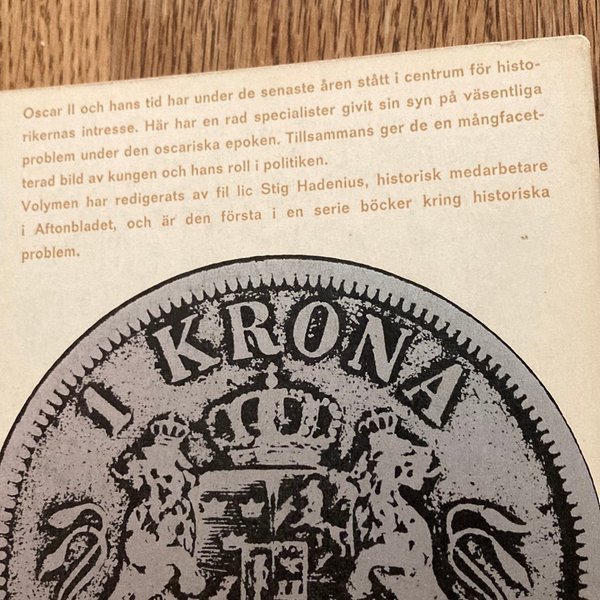 Oscar II och hans tid har under de senaste åren stått i centrum för histo-
rikernas intresse. Här har en rad specialister givit sin syn på väsentliga
problem under den oscariska epoken. Tillsammans ger de en mångfacet-
terad bild av kungen och hans roll i politiken.
Volymen har redigerats av fil lic Stig Hadenius, historisk medarbetare
i Aftonbladet, och är den första i en serie böcker kring historiska
problem.
1 KRONA